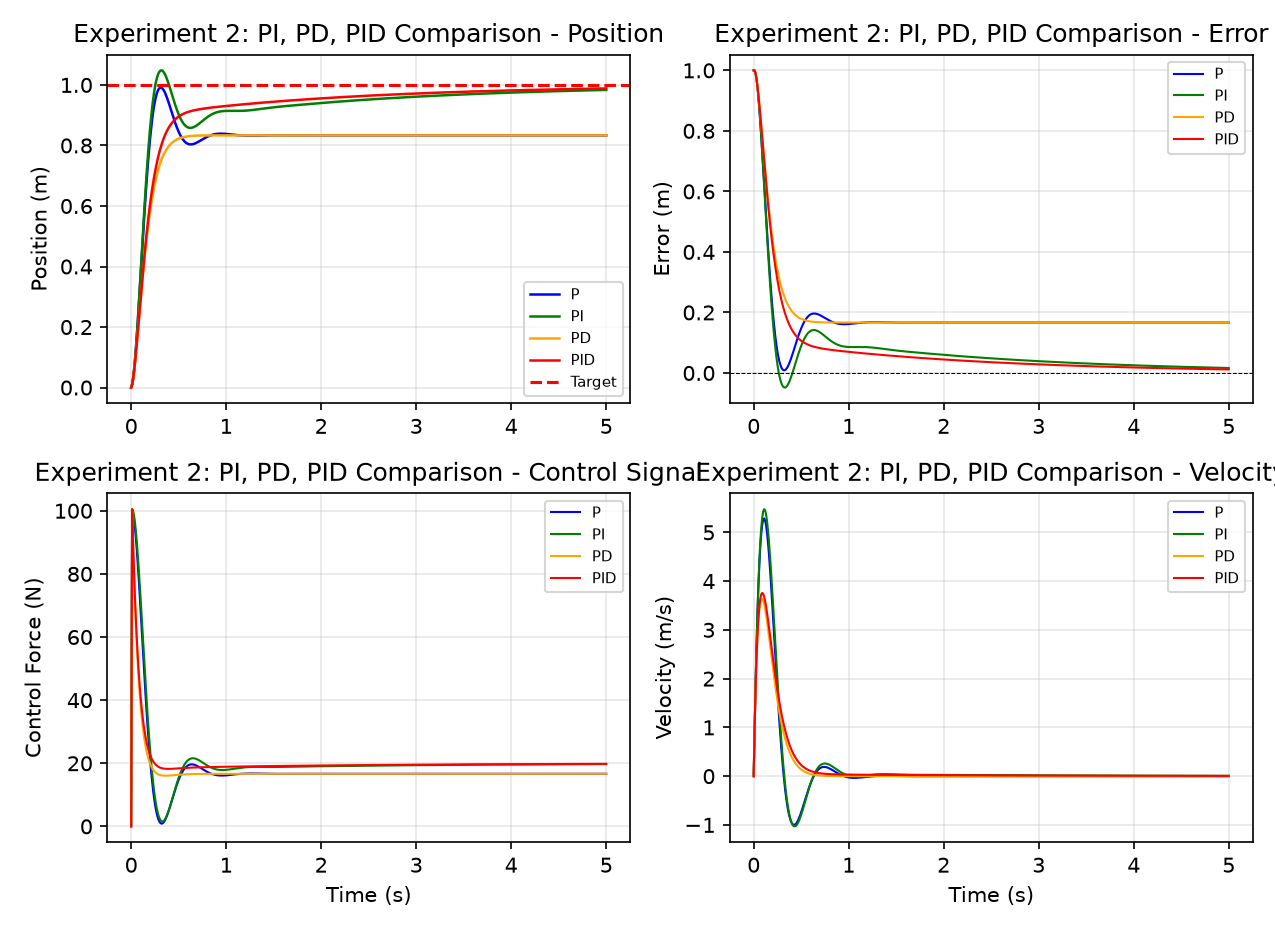 Experiment 2: PI, PD, PID Comparison - Position
1.0
0.8
0.6
0.4
0.2
0.0
Position (m)
0 1 2 3 4 5
P
PI
PD
PID
Target
Experiment 2: PI, PD, PID Comparison - Error
1.0
0.8
0.6
0.4
0.2
0.0
Error (m)
0 1 2 3 4 5
P
PI
PD
PID
Experiment 2: PI, PD, PID Comparison - Control Signal
100
80
60
40
20
0
Control Force (N)
0 1 2 3 4 5
Time (s)
P
PI
PD
PID
Experiment 2: PI, PD, PID Comparison - Velocity
5
4
3
2
1
0
−1
Velocity (m/s)
0 1 2 3 4 5
Time (s)
P
PI
PD
PID